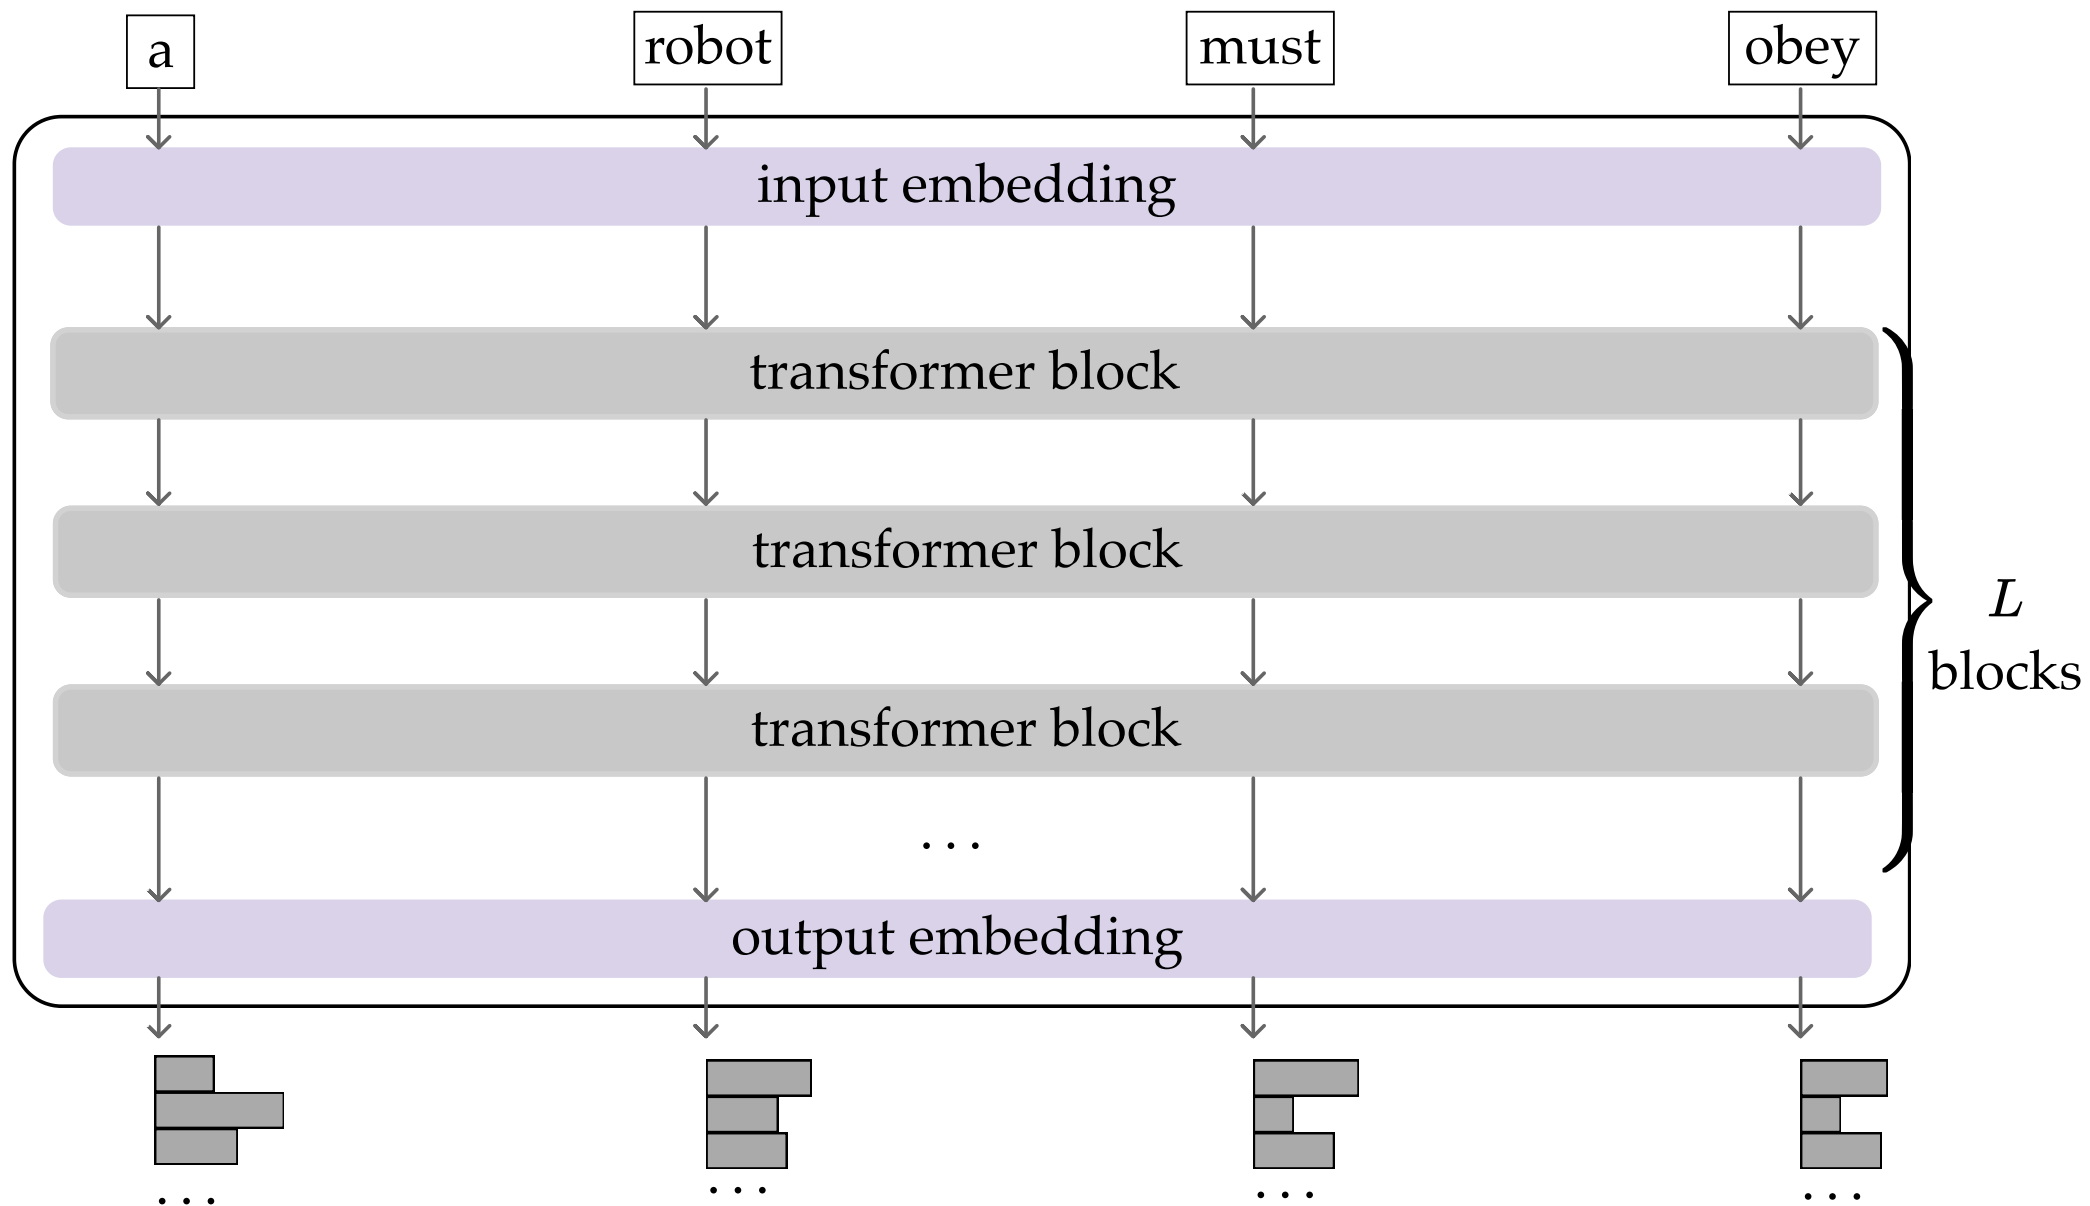 a
robot
must
obey
input embedding
transformer block
transformer block
transformer block
L
blocks
...
output embedding
...
...
...
...